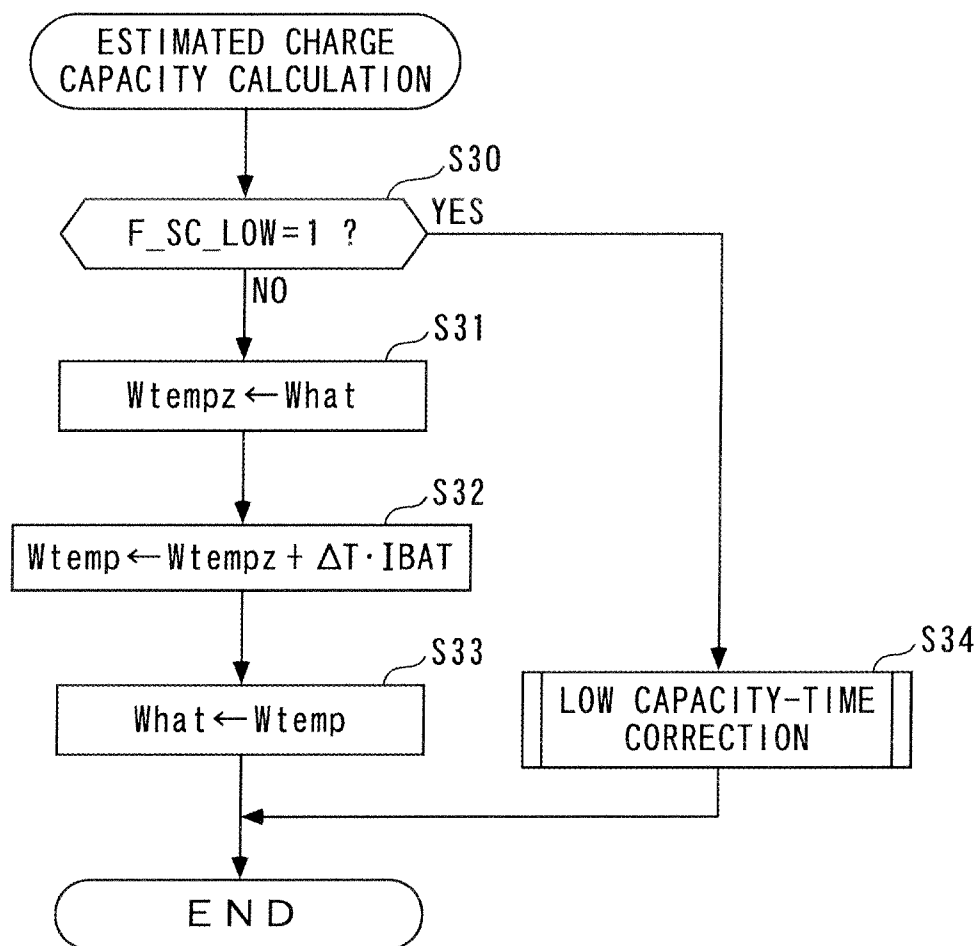 ESTIMATED CHARGE
CAPACITY CALCULATION
S30
F_SC_LOW=1 ?
YES
NO
S31
Wtempz←What
S32
Wtemp←Wtempz+ΔT·IBAT
S33
What←Wtemp
S34
LOW CAPACITY-TIME
CORRECTION
END